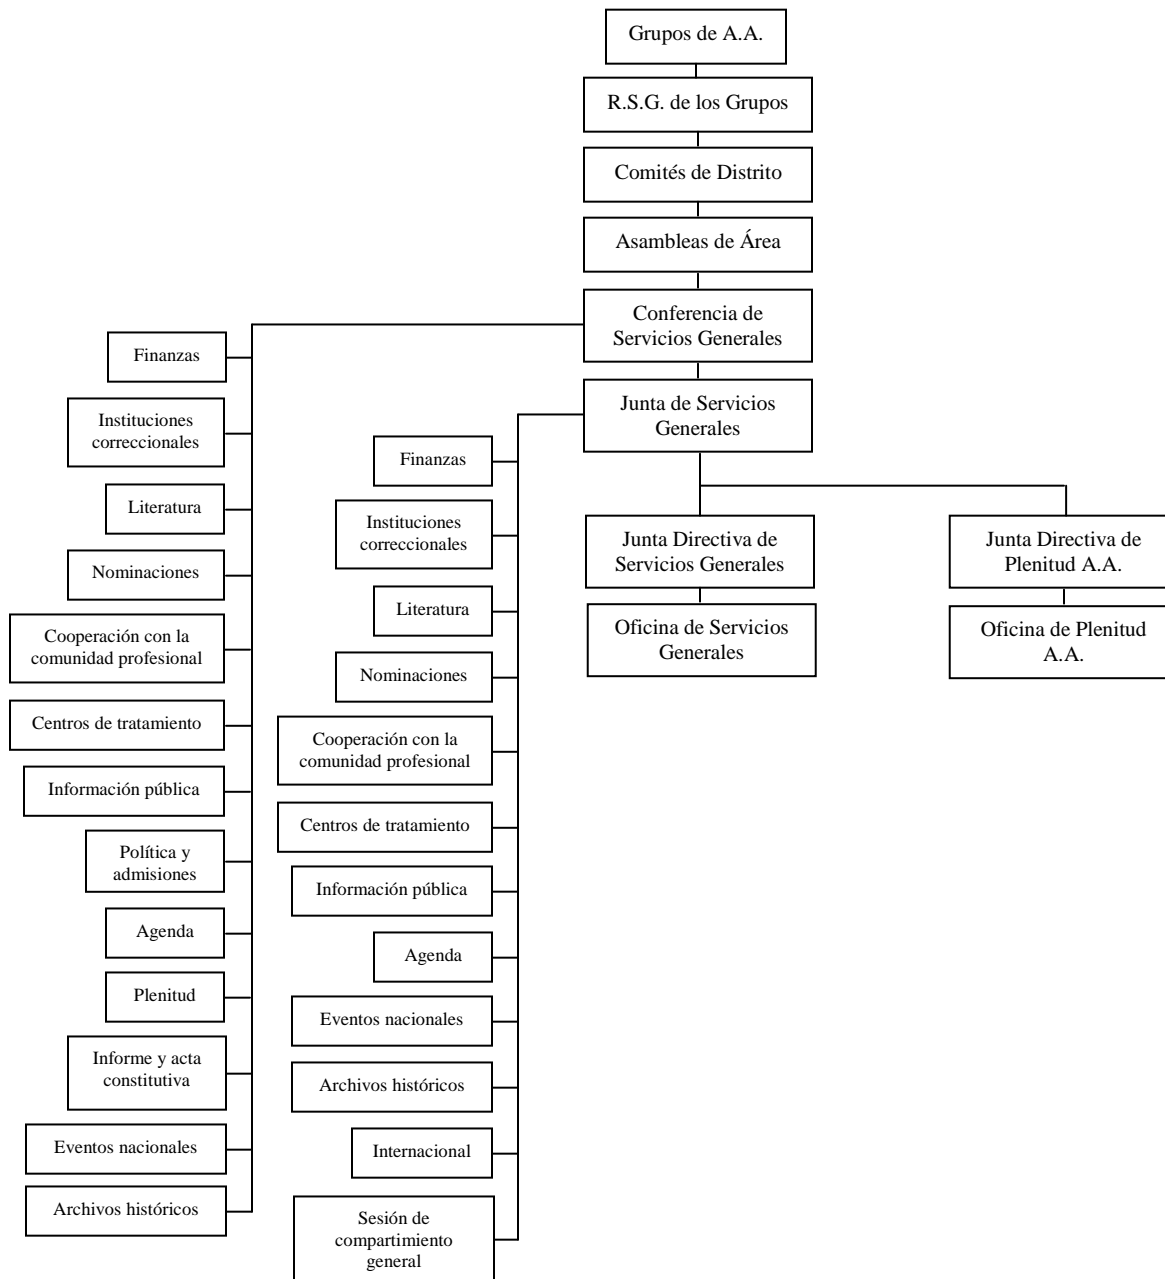 Grupos de A.A.
R.S.G. de los Grupos
Comités de Distrito
Asambleas de Área
Conferencia de
Servicios Generales
Junta de Servicios
Generales
Junta Directiva de
Servicios Generales
Oficina de Servicios
Generales
Junta Directiva de
Plenitud A.A.
Oficina de Plenitud
A.A.
Finanzas
Instituciones
correccionales
Literatura
Nominaciones
Cooperación con la
comunidad profesional
Centros de tratamiento
Información pública
Política y
admisiones
Agenda
Plenitud
Informe y acta
constitutiva
Eventos nacionales
Archivos históricos
Finanzas
Instituciones
correccionales
Literatura
Nominaciones
Cooperación con la
comunidad profesional
Centros de tratamiento
Información pública
Agenda
Eventos nacionales
Archivos históricos
Internacional
Sesión de
compartimiento
general